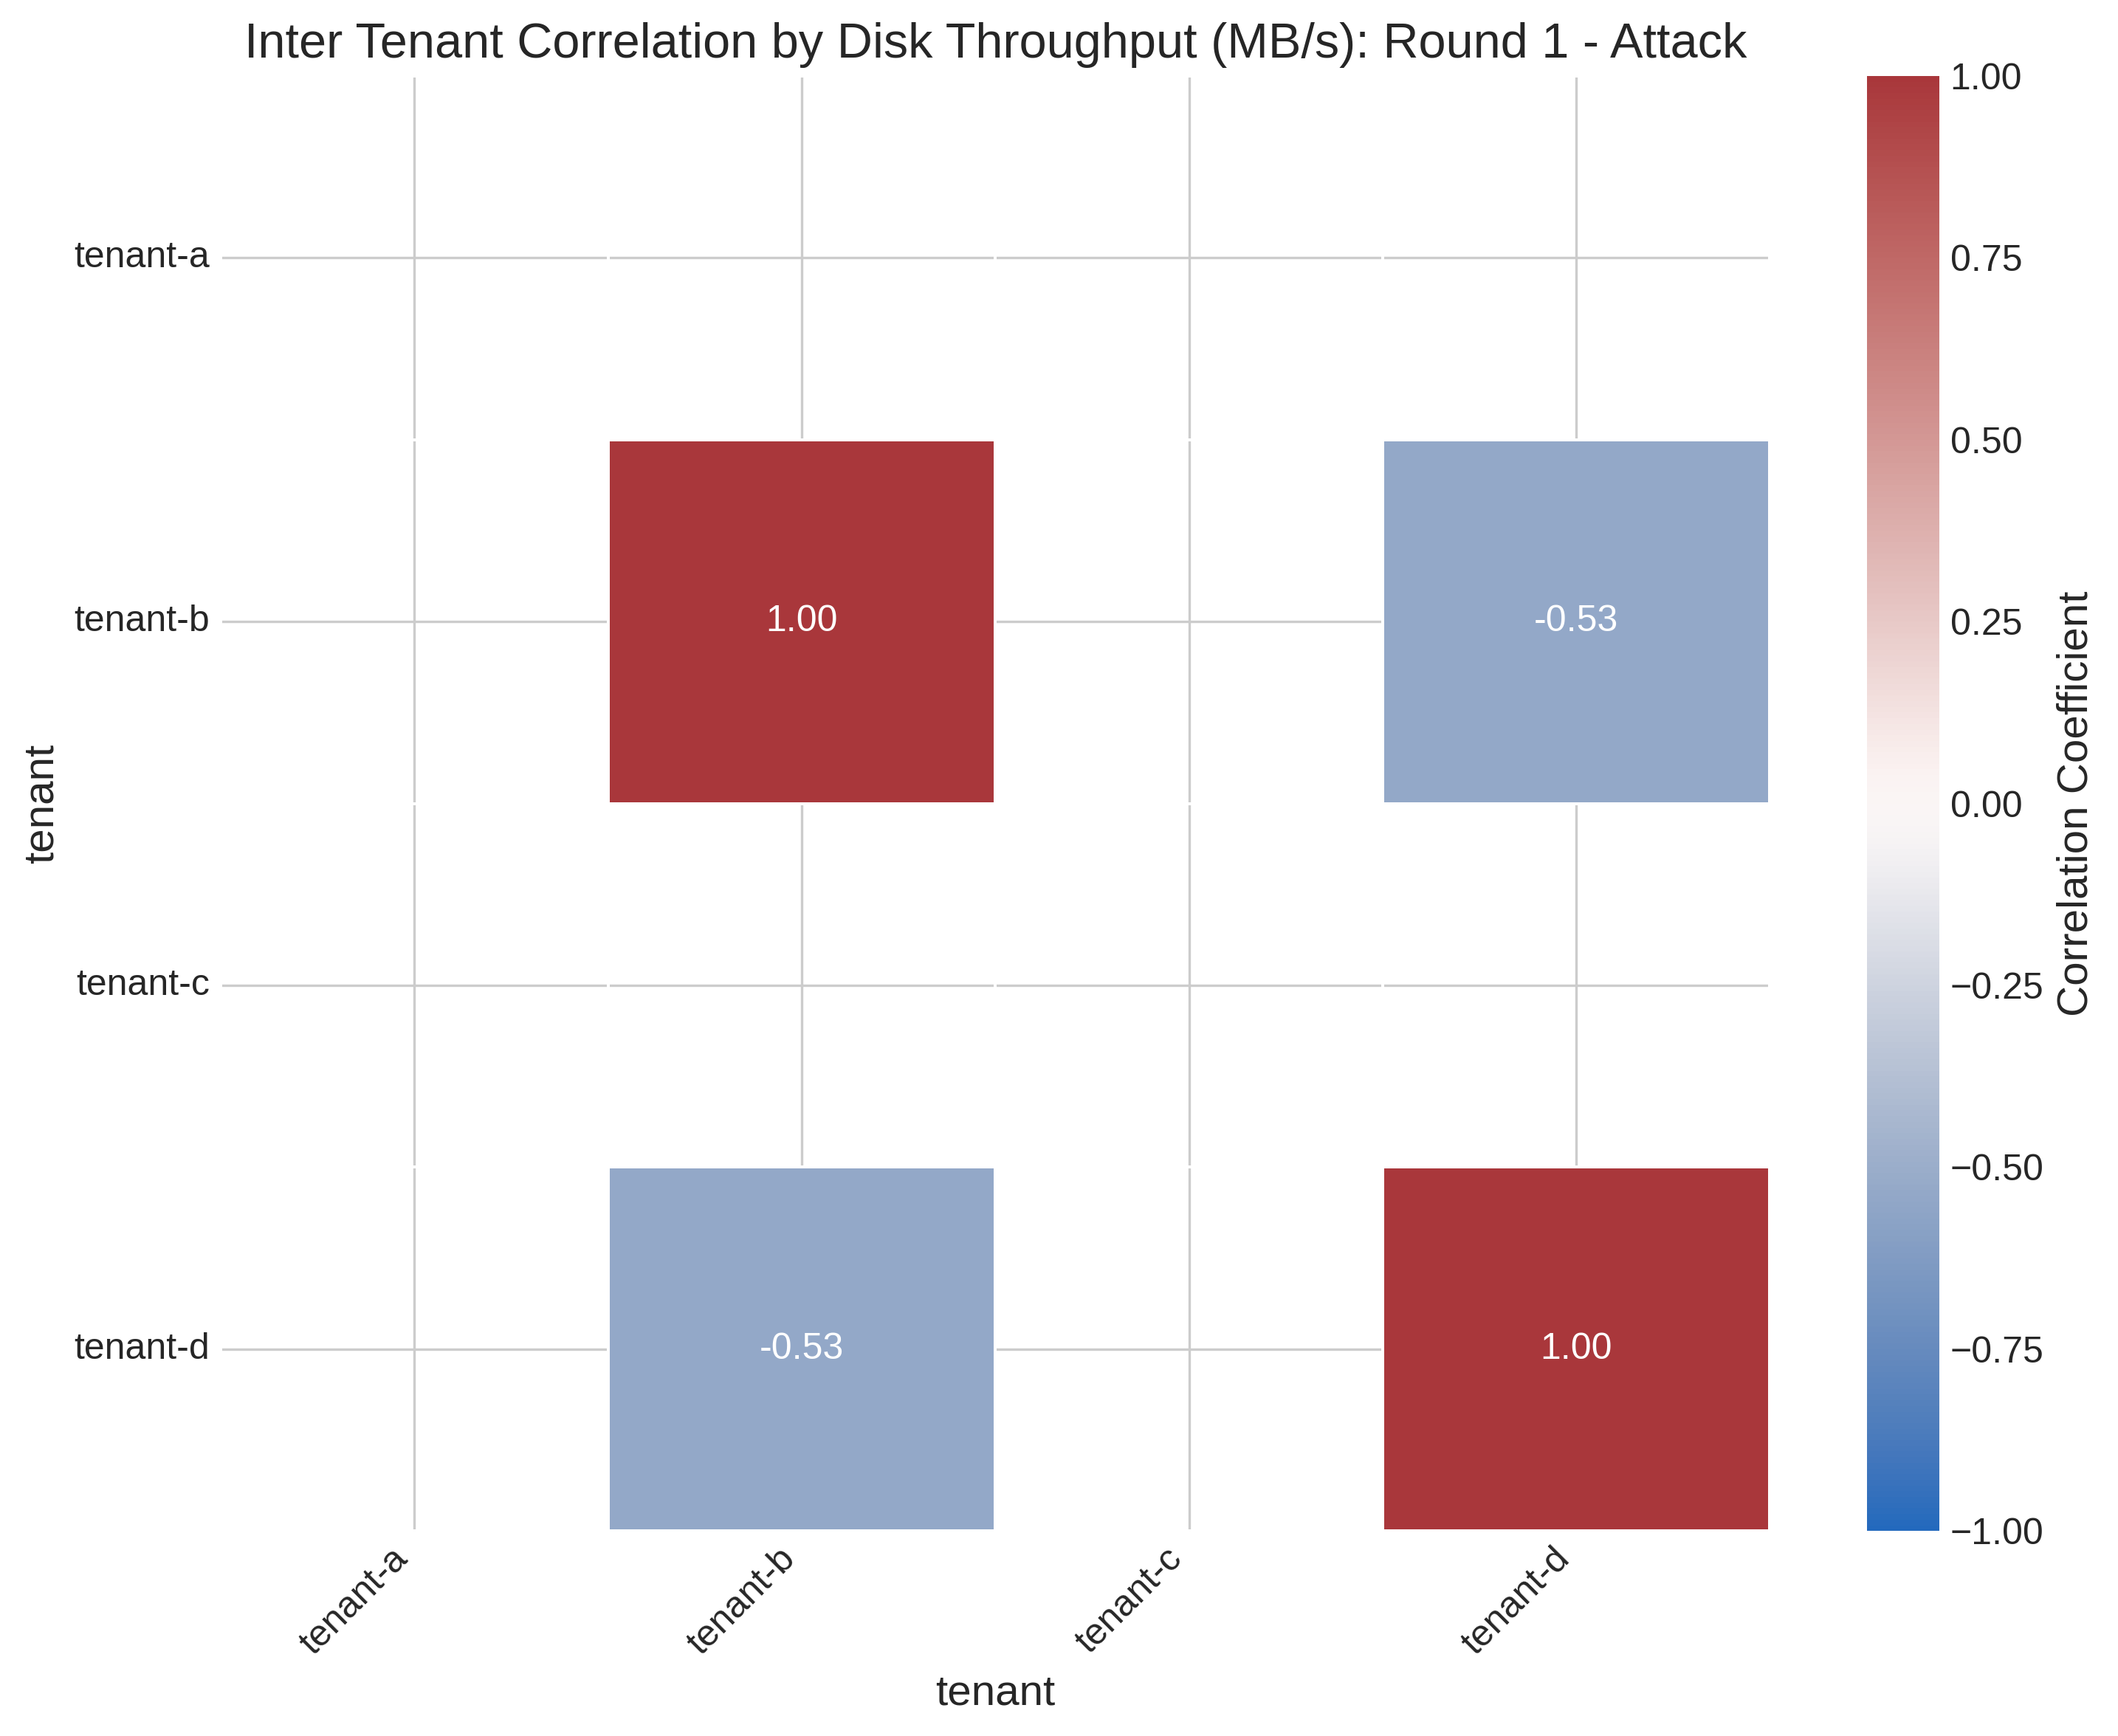 Inter Tenant Correlation by Disk Throughput (MB/s): Round 1 - Attack
tenant
tenant-a
tenant-b
tenant-c
tenant-d
1.00
-0.53
-0.53
1.00
tenant-a
tenant-b
tenant-c
tenant-d
tenant
1.00
0.75
0.50
0.25
0.00
−0.25
−0.50
−0.75
−1.00
Correlation Coefficient